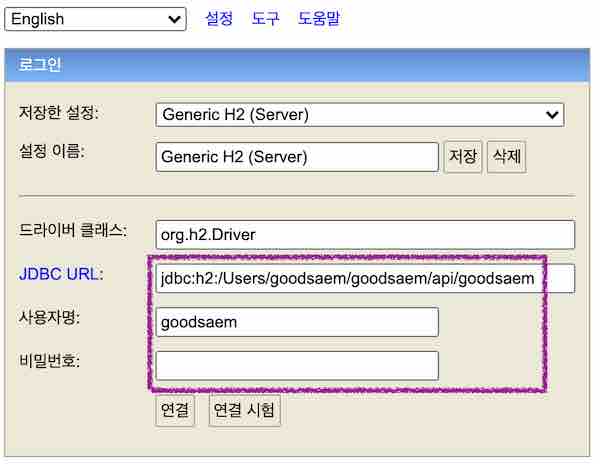 English 설정 도구 도움말
로그인
저장한 설정: Generic H2 (Server)
설정 이름: Generic H2 (Server) 저장 삭제
드라이버 클래스: org.h2.Driver
JDBC URL: jdbc:h2:/Users/goodsaem/goodsaem/api/goodsaem
사용자명: goodsaem
비밀번호:
연결 연결 시험